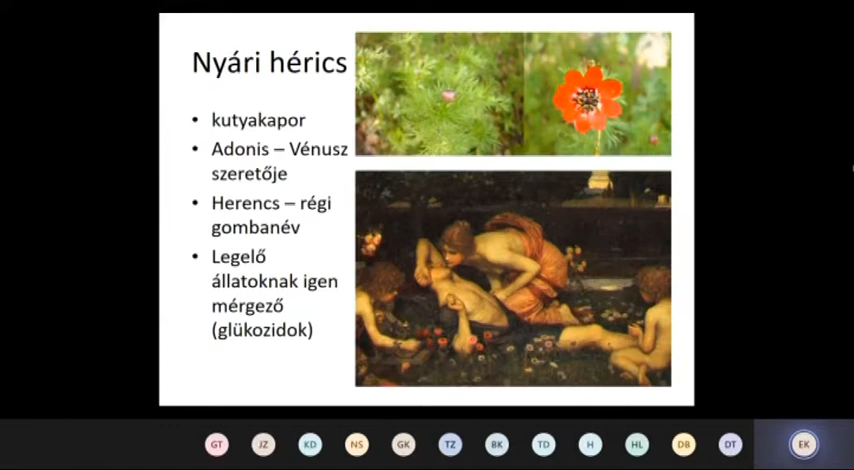 Nyári hérics
• kutyakapor
• Adonis – Vénusz
szeretője
• Herencs – régi
gombanév
• Legelő
állatoknak igen
mérgező
(glükozidok)
GT JZ KD NS GK TZ BK TD H HL DB DT EK